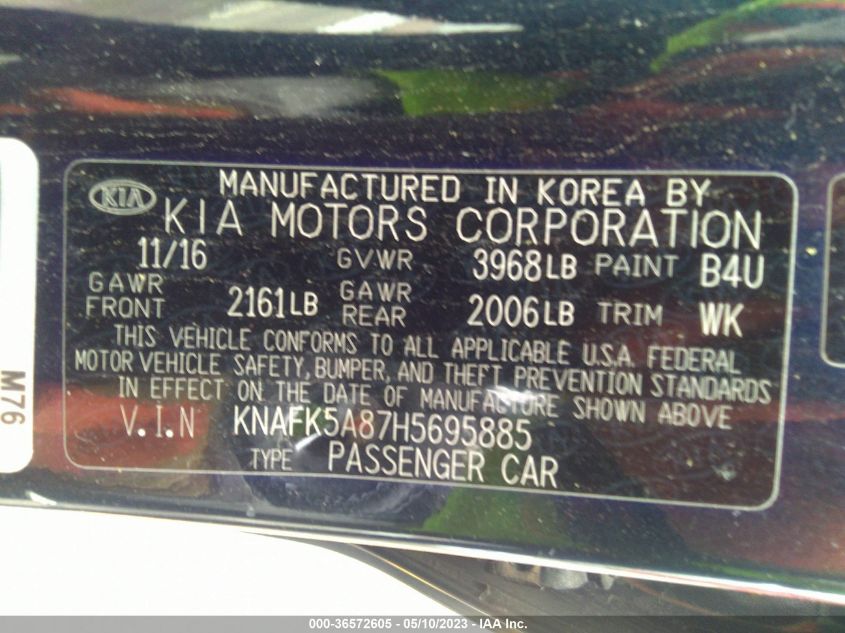 MANUFACTURED IN KOREA BY
KIA KIA MOTORS CORPORATION
11/16 GVWR 3968LB PAINT B4U
GAWR FRONT 2161LB GAWR REAR 2006LB TRIM WK
THIS VEHICLE CONFORMS TO ALL APPLICABLE U.S.A. FEDERAL
MOTOR VEHICLE SAFETY, BUMPER, AND THEFT PREVENTION STANDARDS
IN EFFECT ON THE DATE OF MANUFACTURE SHOWN ABOVE
V.I.N KNAFK5A87H5695885
TYPE PASSENGER CAR
M76
000-36572605 - 05/10/2023 - IAA Inc.